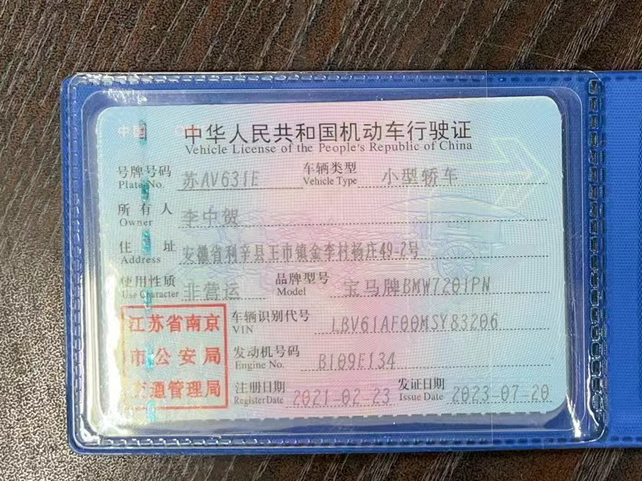 中华人民共和国机动车行驶证
Vehicle License of the People's Republic of China
号牌号码 苏AV631E 车辆类型 小型轿车
Plate No. Vehicle Type
所有人 李中贺
Owner
住址 安徽省利辛县王市镇金李村杨庄49-2号
Address
使用性质 非营运 品牌型号 宝马牌BMW7201PN
Use Character Model
江苏省南京 车辆识别代号 LBV61AF00MSY83206
VIN
市公安局 发动机号码 B109E134
Engine No.
交通管理局 注册日期 2021-02-23 发证日期 2023-07-20
Register Date Issue Date